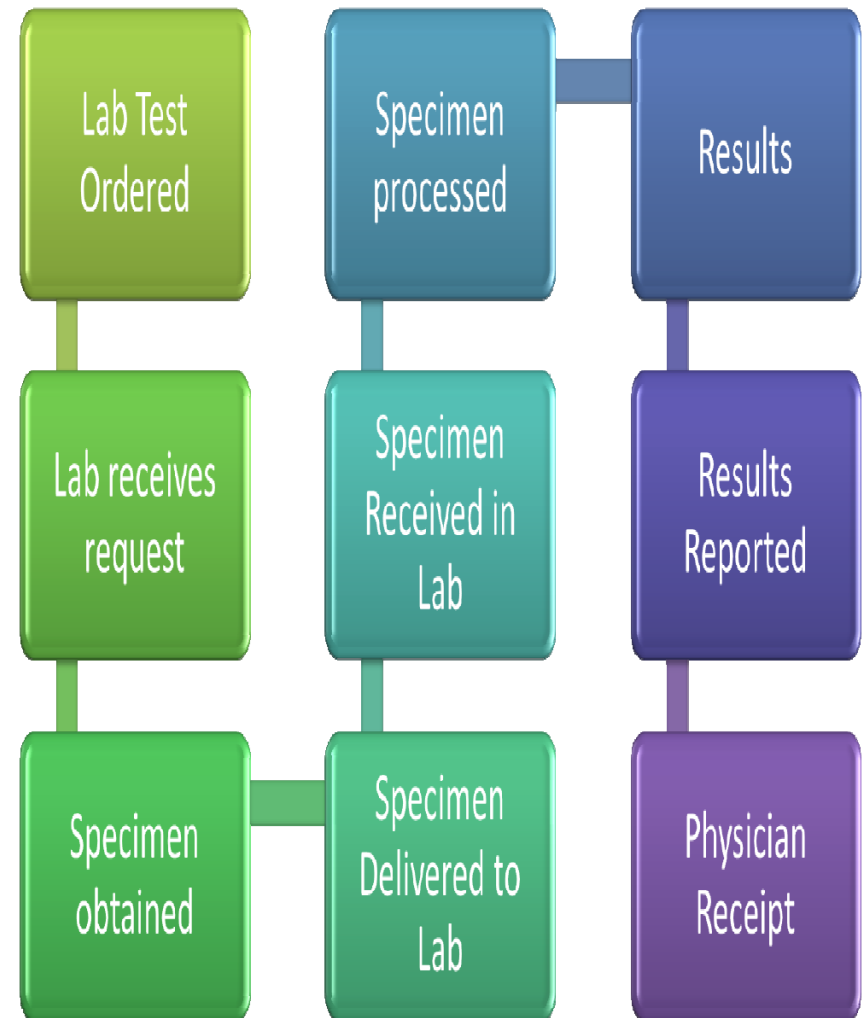 Lab Test
Ordered
Lab receives
request
Specimen
obtained
Specimen
Delivered to
Lab
Specimen
Received in
Lab
Specimen
processed
Results
Results
Reported
Physician
Receipt